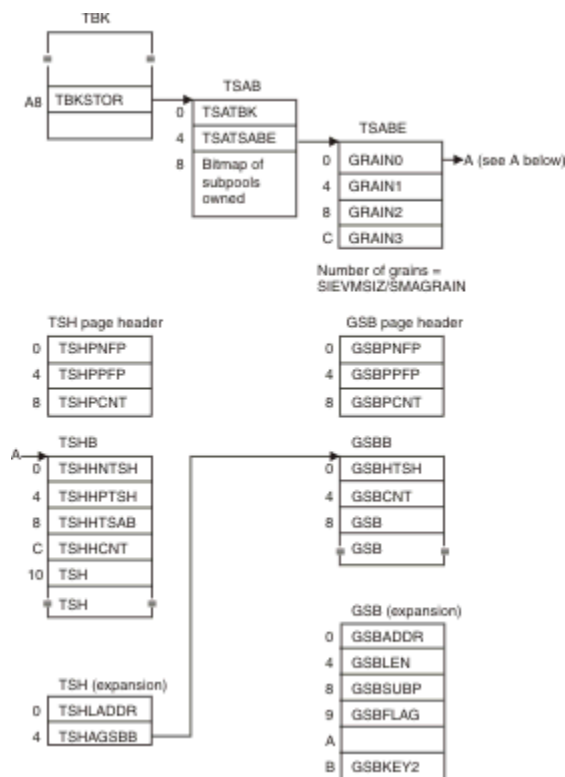 TBK
A8 TBKSTOR
TSAB
0 TSATBK
4 TSATSABE
8 Bitmap of
subpools
owned
TSABE
0 GRAIN0
A (see A below)
4 GRAIN1
8 GRAIN2
C GRAIN3
Number of grains =
SIEVMSIZ/SMAGRAIN
TSH page header
0 TSHPNFP
4 TSHPPFP
8 TSHPCNT
GSB page header
0 GSBPNFP
4 GSBPPFP
8 GSBPCNT
TSHB
A
0 TSHHNTSH
4 TSHHPTSH
8 TSHHTSAB
C TSHHCNT
10 TSH
TSH
GSBB
0 GSBHTSH
4 GSBCNT
8 GSB
GSB
TSH (expansion)
0 TSHLADDR
4 TSHAGSBB
GSB (expansion)
0 GSBADDR
4 GSBLEN
8 GSBSUBP
9 GSBFLAG
A
B GSBKEY2